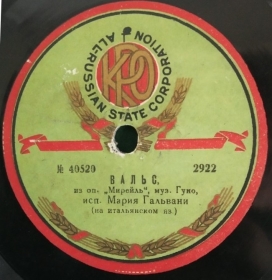 ALL-RUSSIAN STATE CORPORATION
КРО
№ 40520 2922
ВАЛЬС,
из оп. „Мирейль“, муз. Гуно,
исп. Мария Гальвани
(на итальянском яз.)